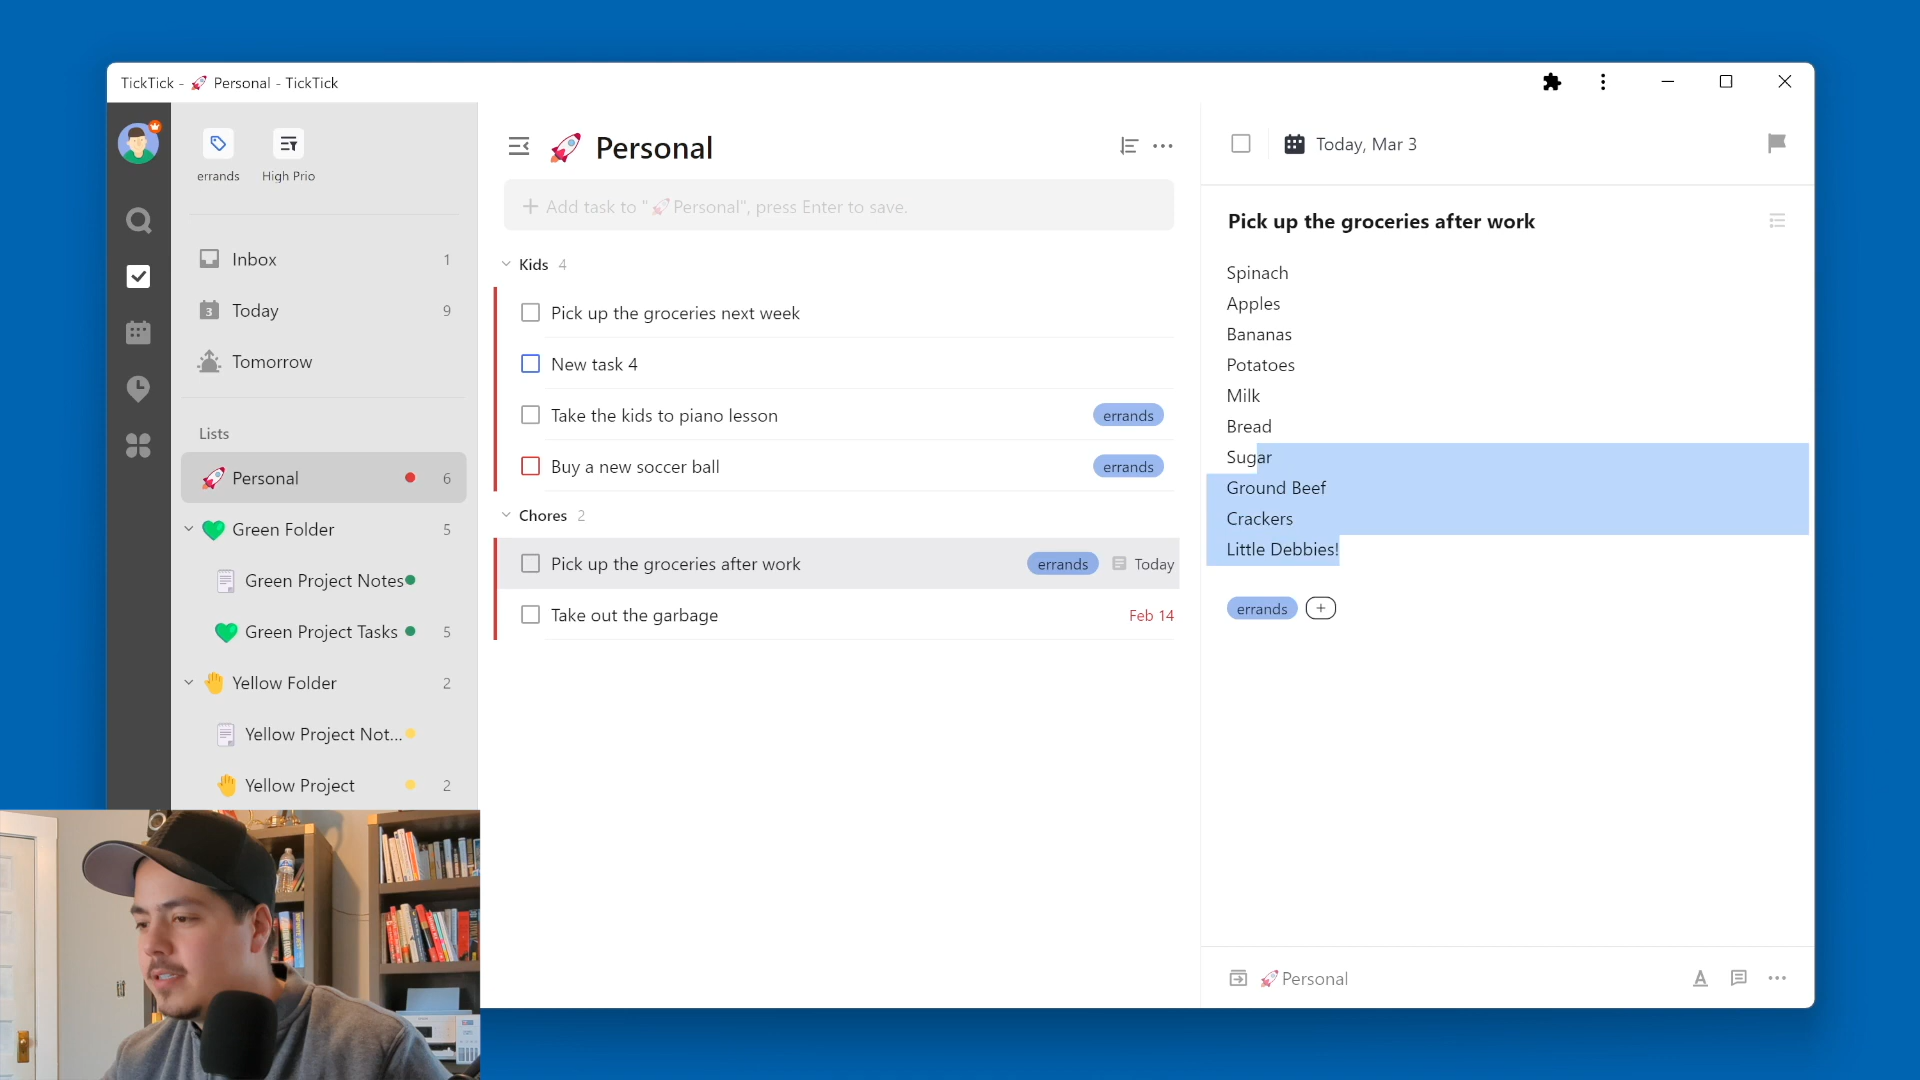 TickTick - 🚀 Personal - TickTick
errands
High Prio
Inbox 1
3 Today 9
Tomorrow
Lists
🚀 Personal 6
💚 Green Folder 5
Green Project Notes
💚 Green Project Tasks 5
🤚 Yellow Folder 2
Yellow Project Not...
🤚 Yellow Project 2
🚀 Personal
+ Add task to "🚀Personal", press Enter to save.
Kids 4
Pick up the groceries next week
New task 4
Take the kids to piano lesson errands
Buy a new soccer ball errands
Chores 2
Pick up the groceries after work errands Today
Take out the garbage Feb 14
Today, Mar 3
Pick up the groceries after work
Spinach
Apples
Bananas
Potatoes
Milk
Bread
Sugar
Ground Beef
Crackers
Little Debbies!
errands +
🚀Personal
A